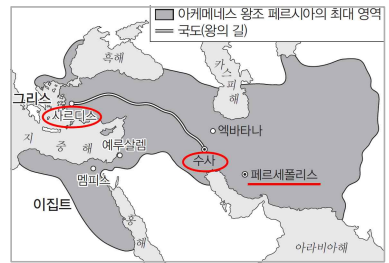 아케메네스 왕조 페르시아의 최대 영역
국도(왕의 길)
흑해
카스피해
그리스
사르디스
엑바타나
지중해
예루살렘
수사
페르세폴리스
멤피스
이집트
홍해
아라비아해